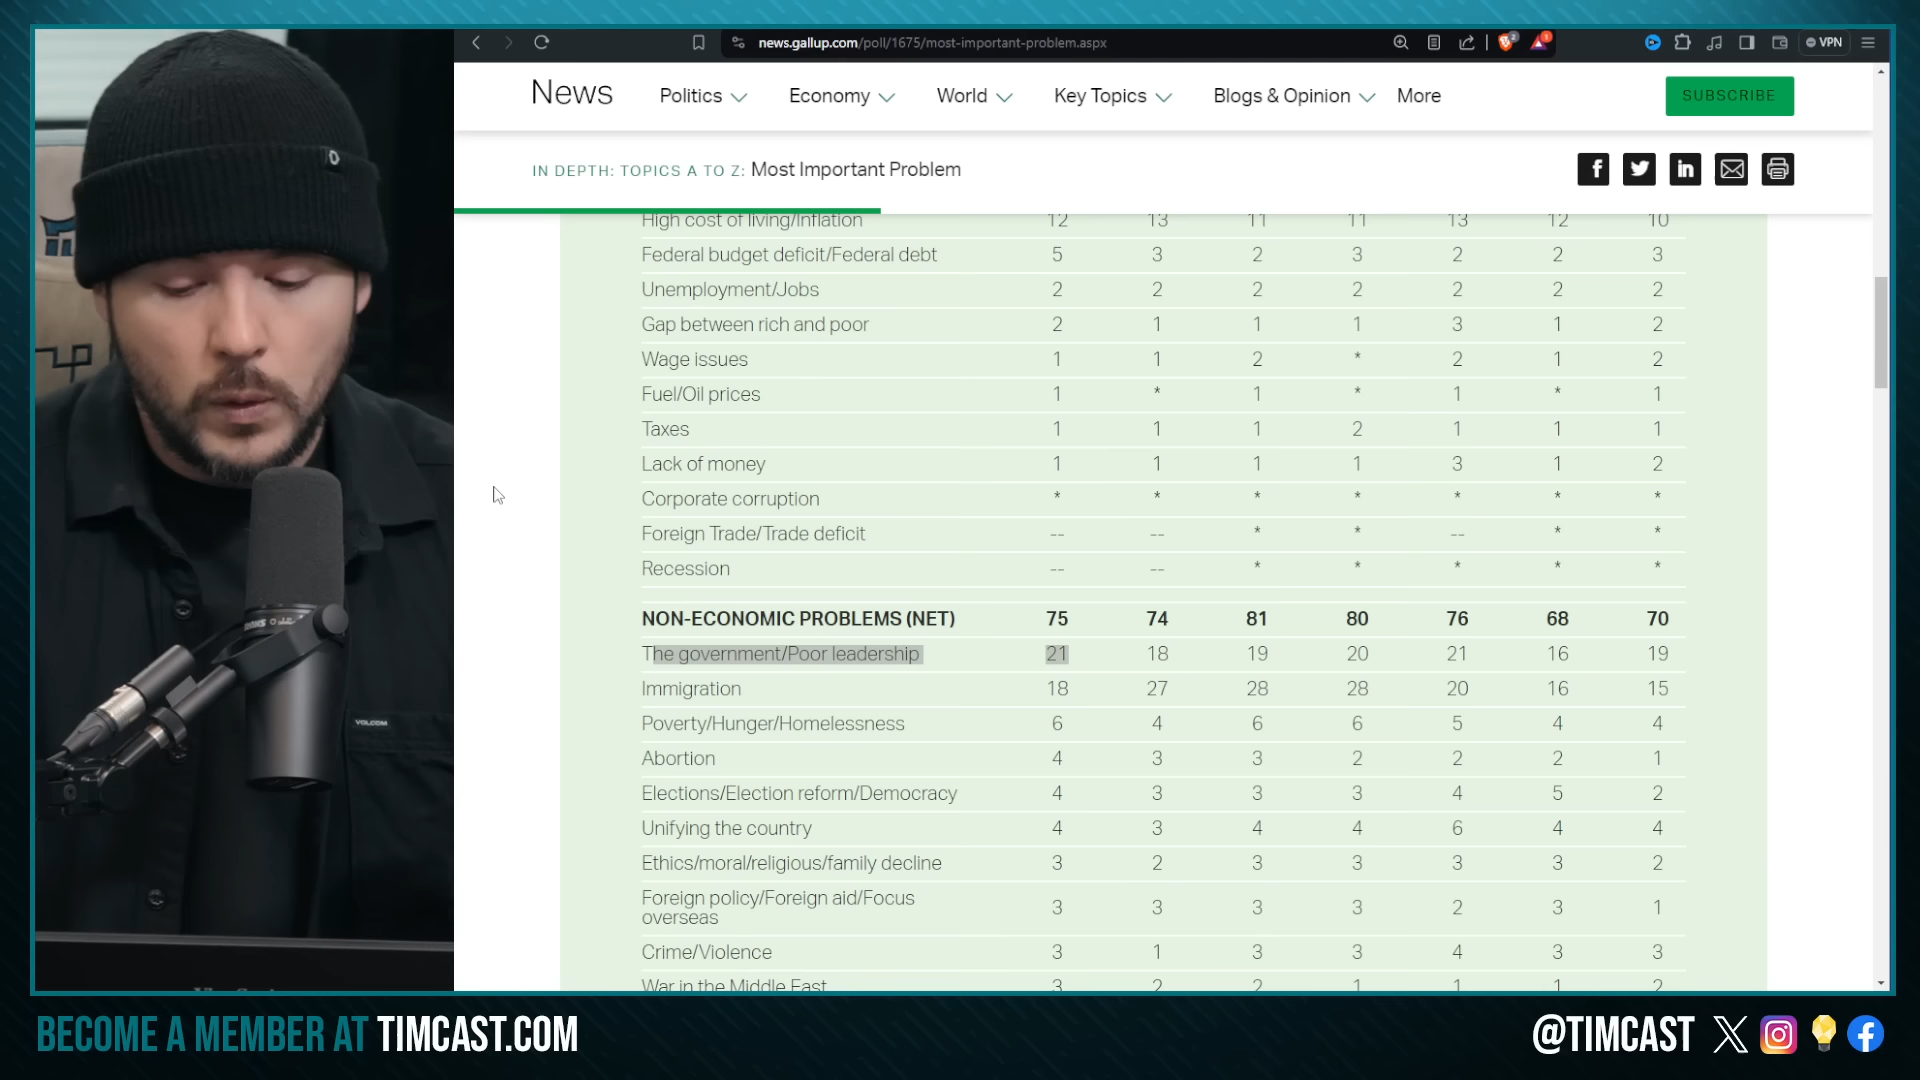 news.gallup.com/poll/1675/most-important-problem.aspx
2
1
VPN
News Politics Economy World Key Topics Blogs & Opinion More SUBSCRIBE
IN DEPTH: TOPICS A TO Z: Most Important Problem
High cost of living/Inflation 12 13 11 11 13 12 10
Federal budget deficit/Federal debt 5 3 2 3 2 2 3
Unemployment/Jobs 2 2 2 2 2 2 2
Gap between rich and poor 2 1 1 1 3 1 2
Wage issues 1 1 2 * 2 1 2
Fuel/Oil prices 1 * 1 * 1 * 1
Taxes 1 1 1 2 1 1 1
Lack of money 1 1 1 1 3 1 2
Corporate corruption * * * * * * *
Foreign Trade/Trade deficit -- -- * * -- * *
Recession -- -- * * * * *
NON-ECONOMIC PROBLEMS (NET) 75 74 81 80 76 68 70
The government/Poor leadership 21 18 19 20 21 16 19
Immigration 18 27 28 28 20 16 15
Poverty/Hunger/Homelessness 6 4 6 6 5 4 4
Abortion 4 3 3 2 2 2 1
Elections/Election reform/Democracy 4 3 3 3 4 5 2
Unifying the country 4 3 4 4 6 4 4
Ethics/moral/religious/family decline 3 2 3 3 3 3 2
Foreign policy/Foreign aid/Focus
overseas 3 3 3 3 2 3 1
Crime/Violence 3 1 3 3 4 3 3
War in the Middle East 3 2 2 1 1 1 2
VOLCOM
BECOME A MEMBER AT TIMCAST.COM
@TIMCAST